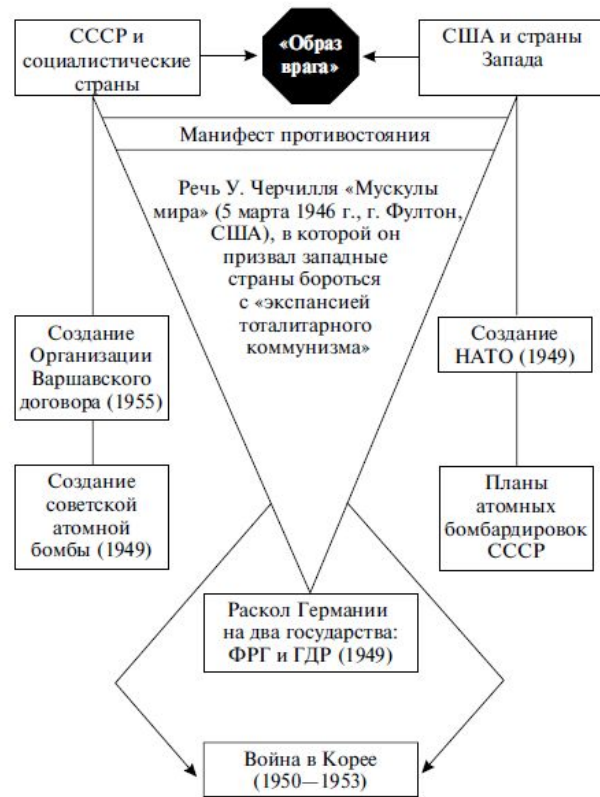 СССР и
социалистические
страны
«Образ
врага»
США и страны
Запада
Манифест противостояния
Речь У. Черчилля «Мускулы
мира» (5 марта 1946 г., г. Фултон,
США), в которой он
призвал западные
страны бороться
с «экспансией
тоталитарного
коммунизма»
Создание
Организации
Варшавского
договора (1955)
Создание
НАТО (1949)
Создание
советской
атомной
бомбы (1949)
Планы
атомных
бомбардировок
СССР
Раскол Германии
на два государства:
ФРГ и ГДР (1949)
Война в Корее
(1950—1953)